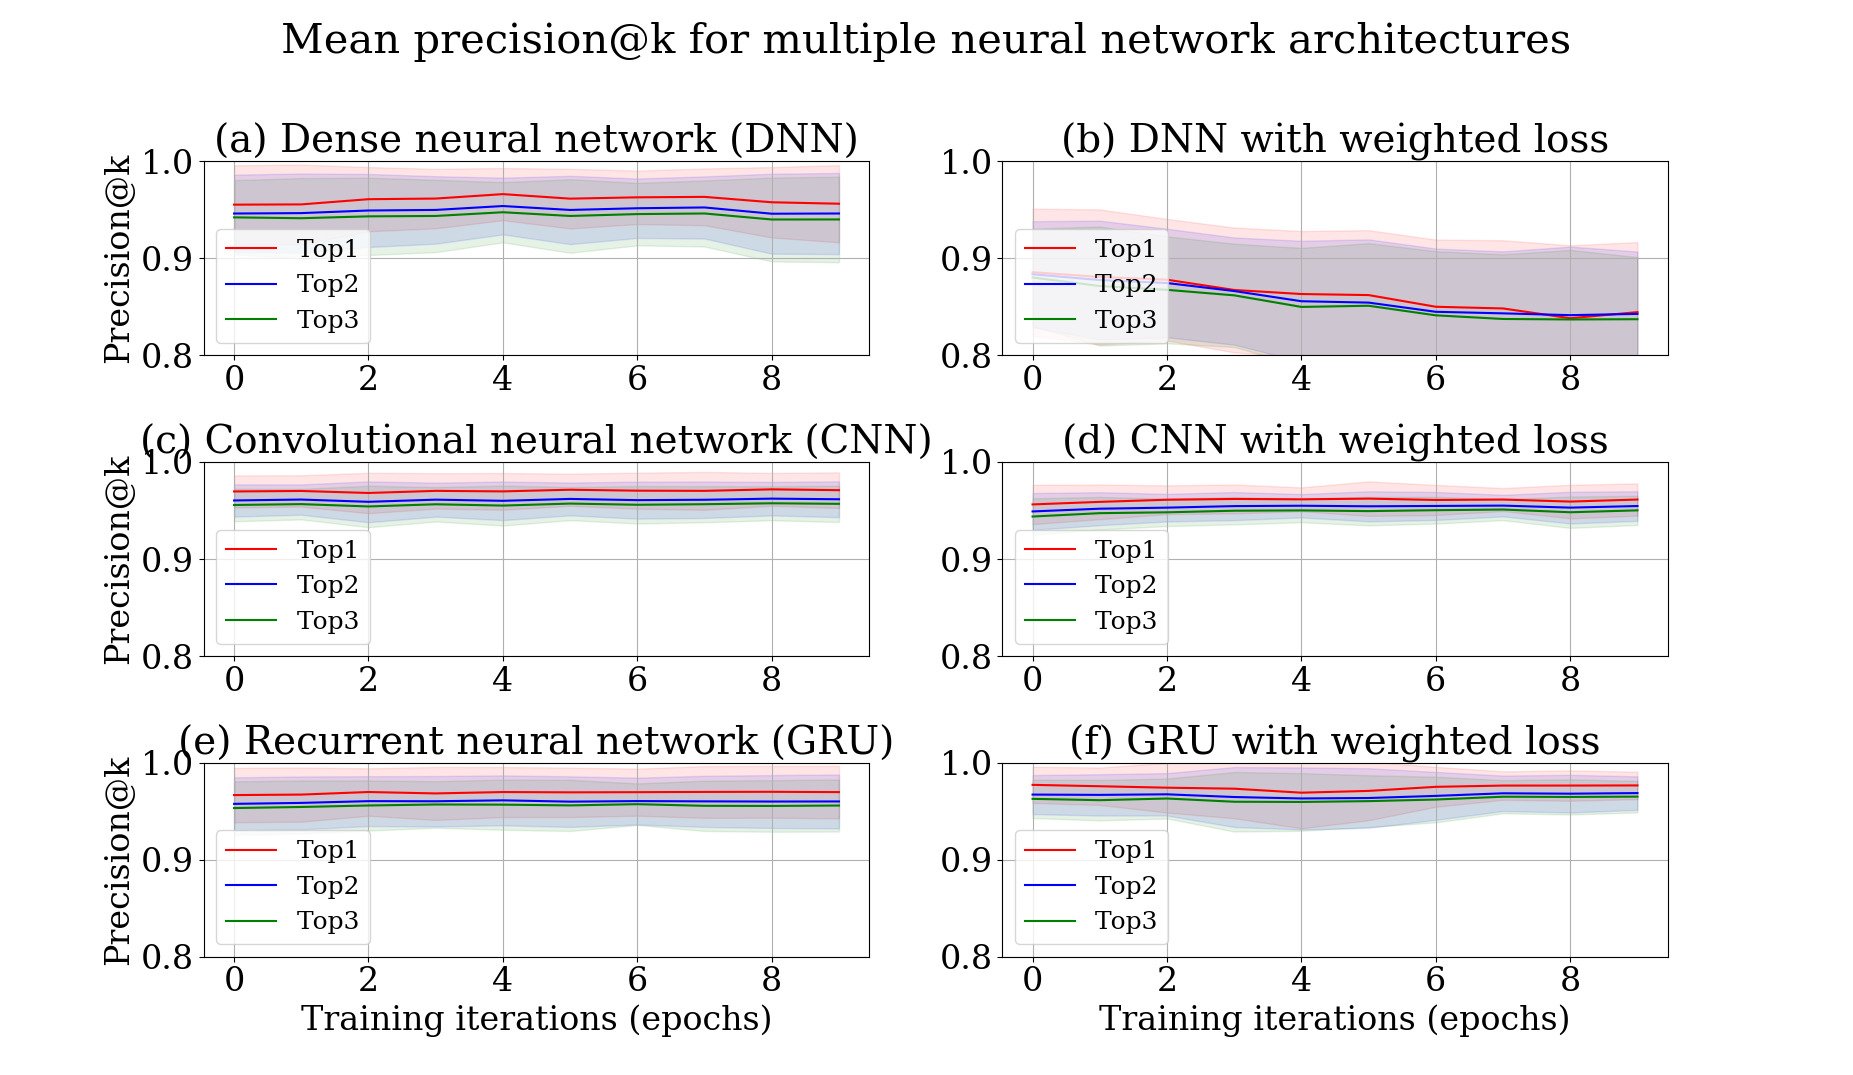 Mean precision@k for multiple neural network architectures
(a) Dense neural network (DNN)
Precision@k
1.0
0.9
0.8
Top1
Top2
Top3
0 2 4 6 8
(b) DNN with weighted loss
1.0
0.9
0.8
Top1
Top2
Top3
0 2 4 6 8
(c) Convolutional neural network (CNN)
Precision@k
1.0
0.9
0.8
Top1
Top2
Top3
0 2 4 6 8
(d) CNN with weighted loss
1.0
0.9
0.8
Top1
Top2
Top3
0 2 4 6 8
(e) Recurrent neural network (GRU)
Precision@k
1.0
0.9
0.8
Top1
Top2
Top3
0 2 4 6 8
Training iterations (epochs)
(f) GRU with weighted loss
1.0
0.9
0.8
Top1
Top2
Top3
0 2 4 6 8
Training iterations (epochs)